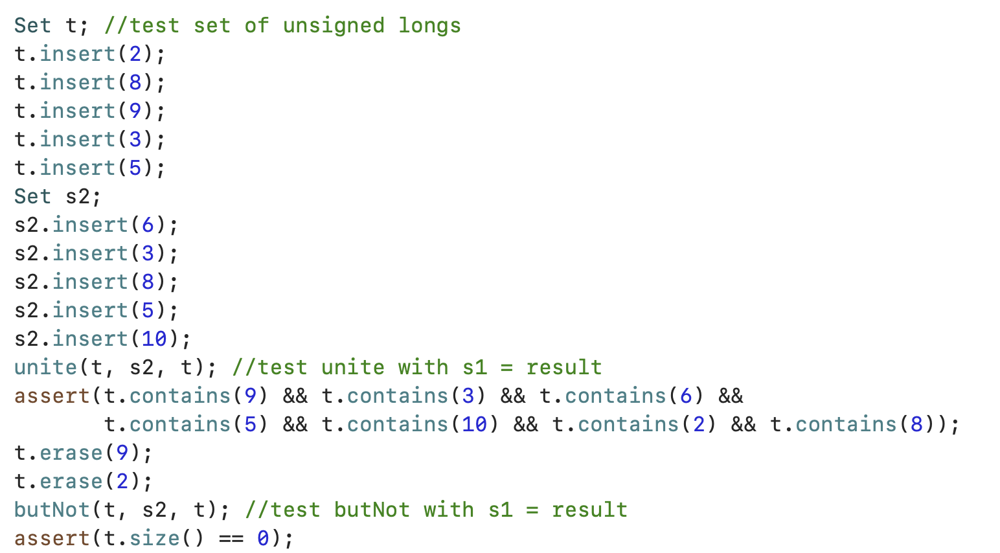 Set t; //test set of unsigned longs
t.insert(2);
t.insert(8);
t.insert(9);
t.insert(3);
t.insert(5);
Set s2;
s2.insert(6);
s2.insert(3);
s2.insert(8);
s2.insert(5);
s2.insert(10);
unite(t, s2, t); //test unite with s1 = result
assert(t.contains(9) && t.contains(3) && t.contains(6) &&
       t.contains(5) && t.contains(10) && t.contains(2) && t.contains(8));
t.erase(9);
t.erase(2);
butNot(t, s2, t); //test butNot with s1 = result
assert(t.size() == 0);